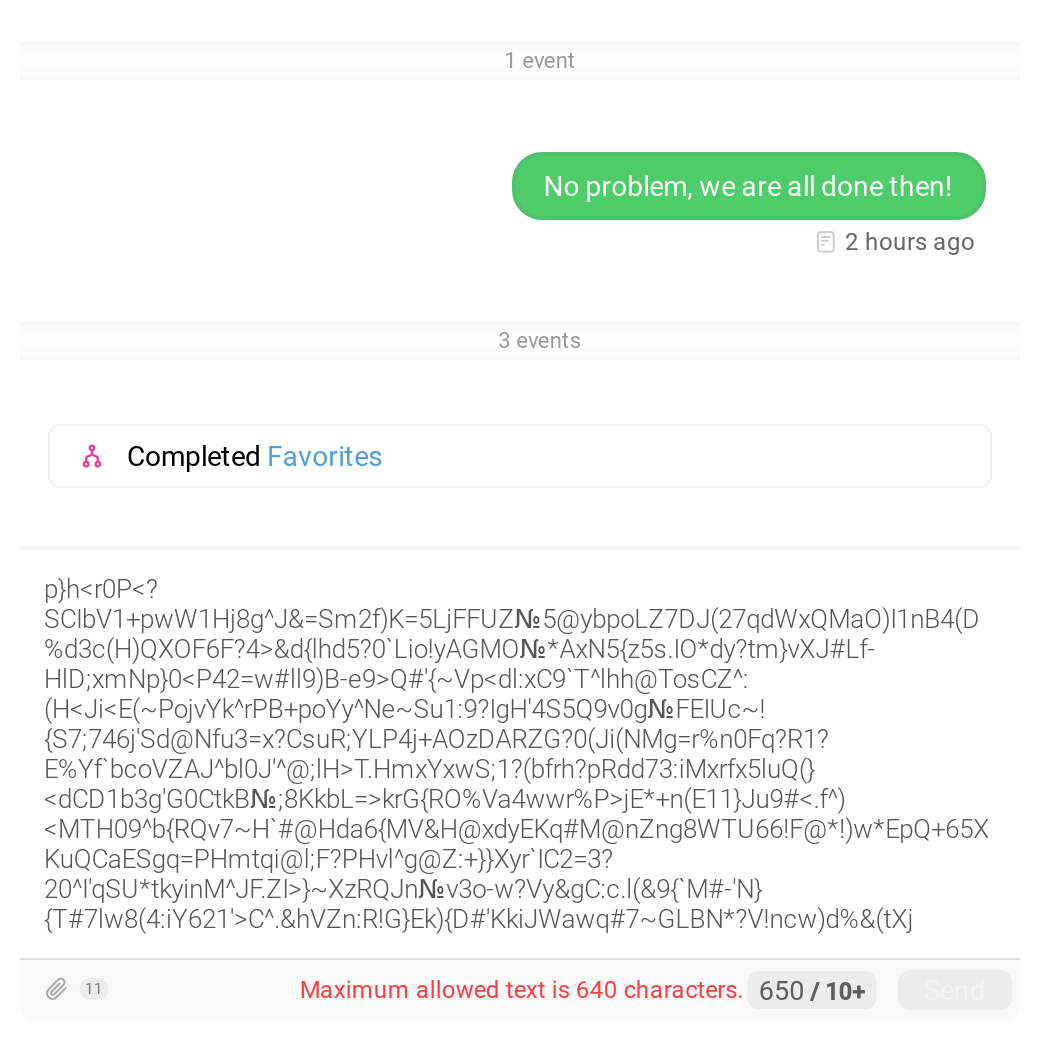 1 event
No problem, we are all done then!
2 hours ago
3 events
Completed Favorites
p}h<r0P<?
SCIbV1+pwW1Hj8g^J&=Sm2f)K=5LjFFUZ№5@ybpoLZ7DJ(27qdWxQMaO)I1nB4(D
%d3c(H)QXOF6F?4>&d{lhd5?0`Lio!yAGMO№*AxN5{z5s.IO*dy?tm}vXJ#Lf-
HlD;xmNp}0<P42=w#ll9)B-e9>Q#'{~Vp<dl:xC9`T^lhh@TosCZ^:
(H<Ji<E(~PojvYk^rPB+poYy^Ne~Su1:9?IgH'4S5Q9v0g№FEIUc~!
{S7;746j'Sd@Nfu3=x?CsuR;YLP4j+AOzDARZG?0(Ji(NMg=r%n0Fq?R1?
E%Yf`bcoVZAJ^bl0J'^@;lH>T.HmxYxwS;1?(bfrh?pRdd73:iMxrfx5luQ(}
<dCD1b3g'G0CtkB№;8KkbL=>krG{RO%Va4wwr%P>jE*+n(E11}Ju9#<.f^)
<MTH09^b{RQv7~H`#@Hda6{MV&H@xdyEKq#M@nZng8WTU66!F@*!)w*EpQ+65X
KuQCaESgq=PHmtqi@l;F?PHvl^g@Z:+}}Xyr`IC2=3?
20^I'qSU*tkyinM^JF.ZI>}~XzRQJn№v3o-w?Vy&gC:c.l(&9{`M#-'N}
{T#7lw8(4:iY621'>C^.&hVZn:R!G}Ek){D#'KkiJWawq#7~GLBN*?V!ncw)d%&(tXj
11 Maximum allowed text is 640 characters. 650 / 10+ Send